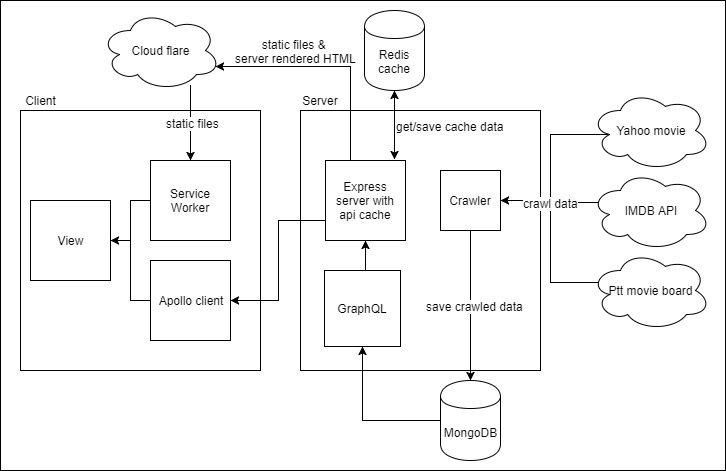 Cloud flare
static files &
server rendered HTML
Redis
cache
Client
Server
static files
get/save cache data
Yahoo movie
Service
Worker
Express
server with
api cache
Crawler
crawl data
IMDB API
View
Apollo client
GraphQL
save crawled data
Ptt movie board
MongoDB